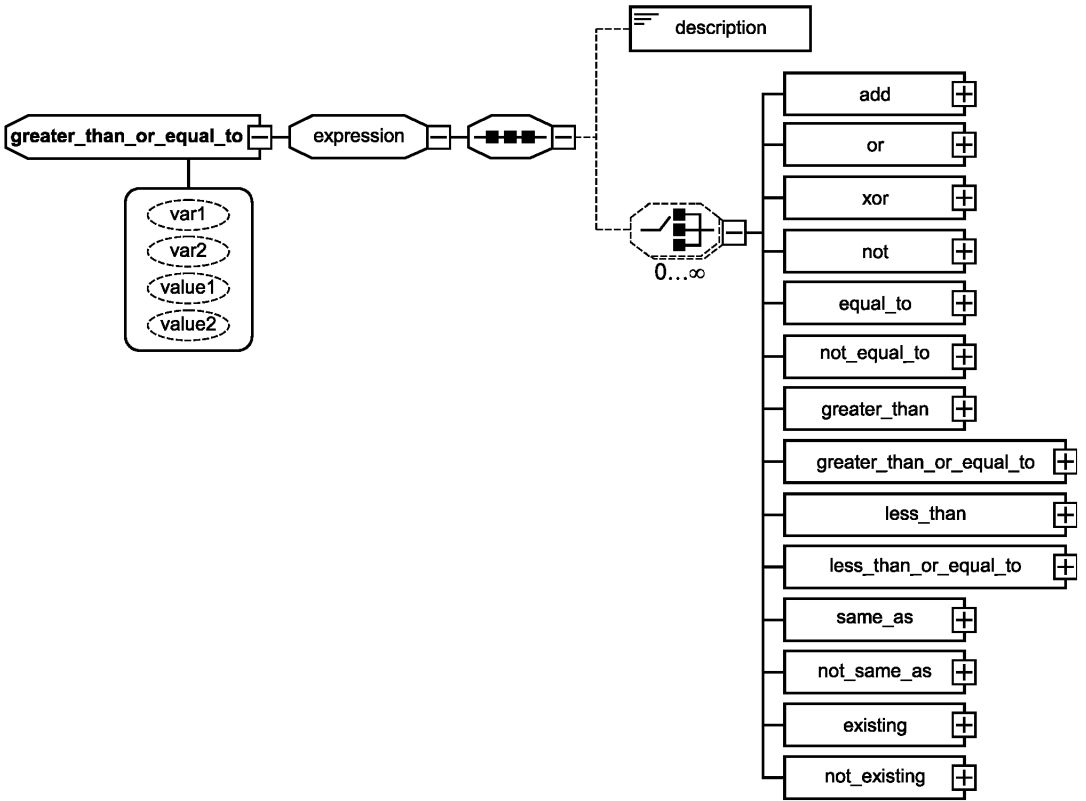 description
greater_than_or_equal_to
expression
var1
var2
value1
value2
0...∞
add
or
xor
not
equal_to
not_equal_to
greater_than
greater_than_or_equal_to
less_than
less_than_or_equal_to
same_as
not_same_as
existing
not_existing